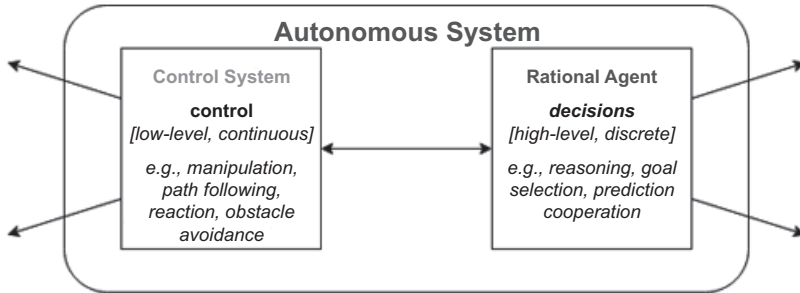 Autonomous System
Control System
control
[low-level, continuous]
e.g., manipulation,
path following,
reaction, obstacle
avoidance
Rational Agent
decisions
[high-level, discrete]
e.g., reasoning, goal
selection, prediction
cooperation